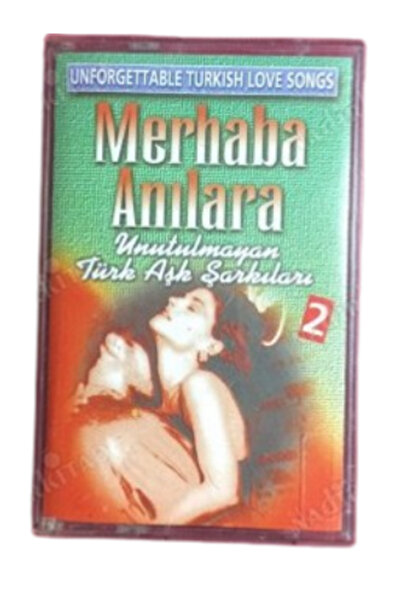 UNFORGETTABLE TURKISH LOVE SONGS
Merhaba
Anılara
Unutulmayan
Türk Aşk Şarkıları
2